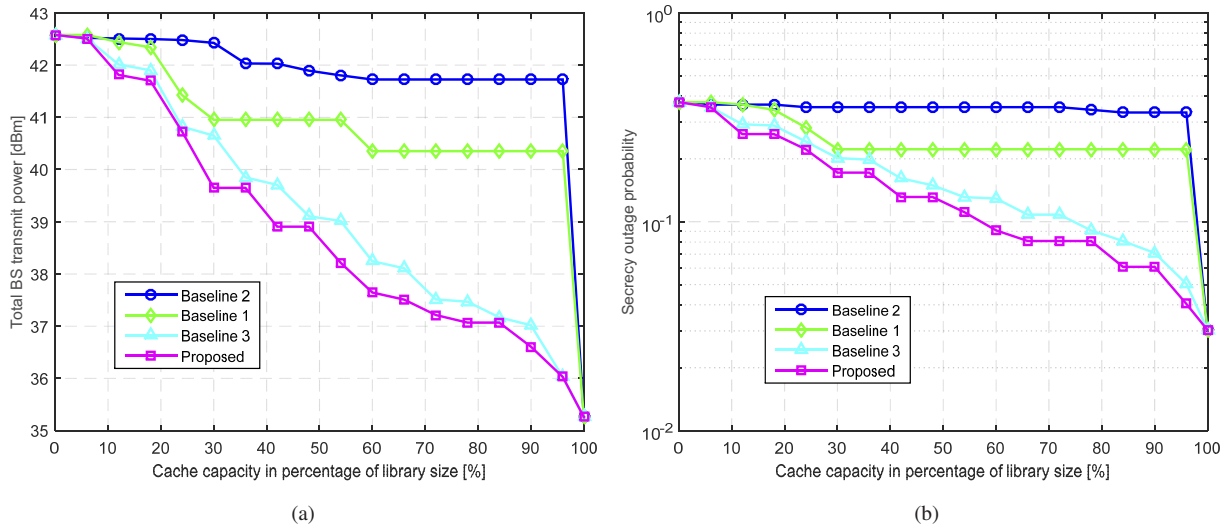 43
42
41
40
39
38
37
36
35
Total BS transmit power [dBm]
Baseline 2
Baseline 1
Baseline 3
Proposed
0 10 20 30 40 50 60 70 80 90 100
Cache capacity in percentage of library size [%]
(a)
10^0
10^-1
10^-2
Secrecy outage probability
Baseline 2
Baseline 1
Baseline 3
Proposed
0 10 20 30 40 50 60 70 80 90 100
Cache capacity in percentage of library size [%]
(b)